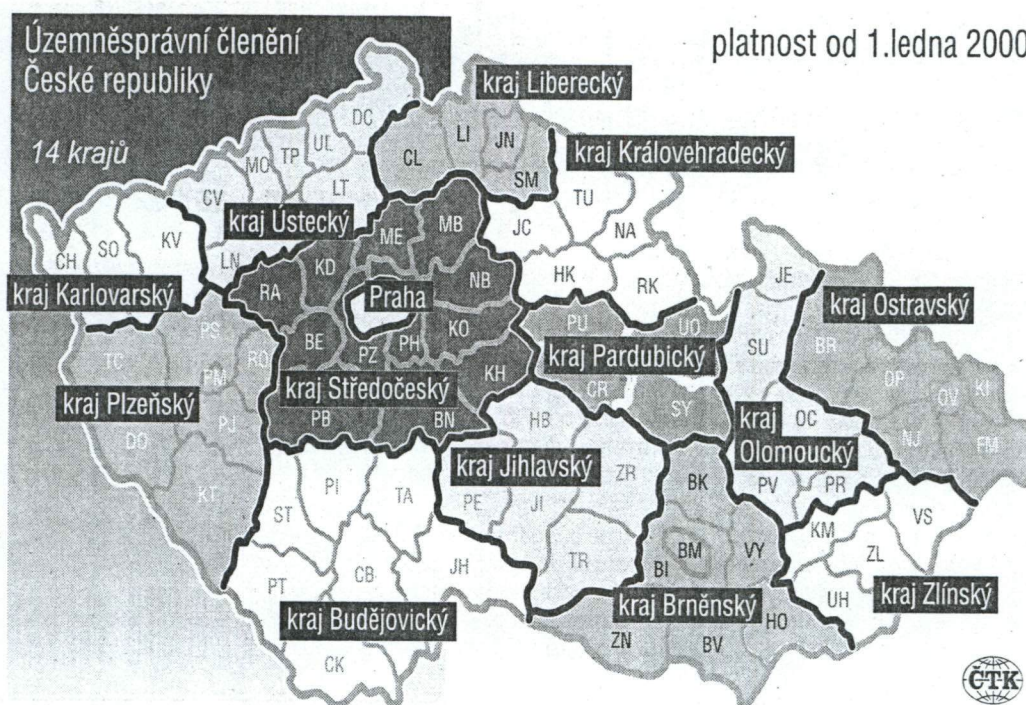 Územněsprávní členění
České republiky
platnost od 1.ledna 2000
14 krajů
kraj Liberecký
kraj Královehradecký
kraj Ústecký
kraj Karlovarský
Praha
kraj Ostravský
kraj Pardubický
kraj Středočeský
kraj Plzeňský
kraj
Olomoucký
kraj Jihlavský
kraj Brněnský
kraj Zlínský
kraj Budějovický
DC
UL
TP
MO
CV
LT
LN
CL
LI
JN
SM
TU
JC
NA
HK
RK
CH
SO
KV
ME
MB
KD
RA
NB
BE
PZ
PH
KO
KH
PB
BN
PU
UO
CR
SY
JE
SU
OC
PV
PR
BR
OP
OV
KI
NJ
FM
TC
PS
PM
RO
DO
PJ
KT
HB
PE
JI
ZR
TR
BK
BM
BI
VY
ZN
BV
HO
KM
VS
ZL
UH
ST
PI
TA
PT
CB
JH
CK
ČTK